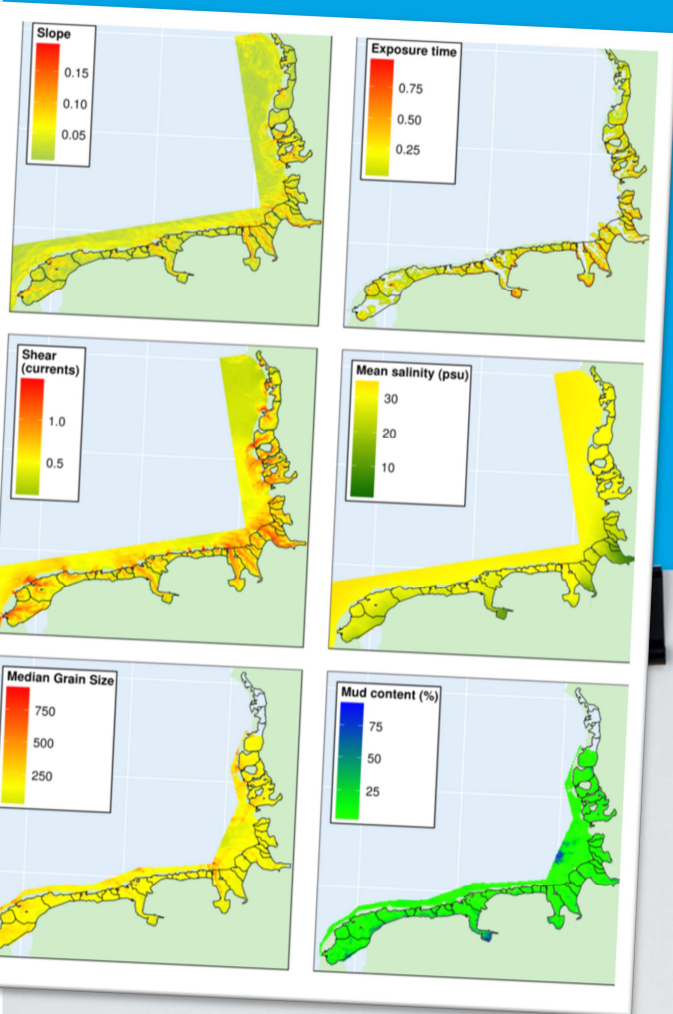 Slope
0.15
0.10
0.05
Exposure time
0.75
0.50
0.25
Shear
(currents)
1.0
0.5
Mean salinity (psu)
30
20
10
Median Grain Size
750
500
250
Mud content (%)
75
50
25